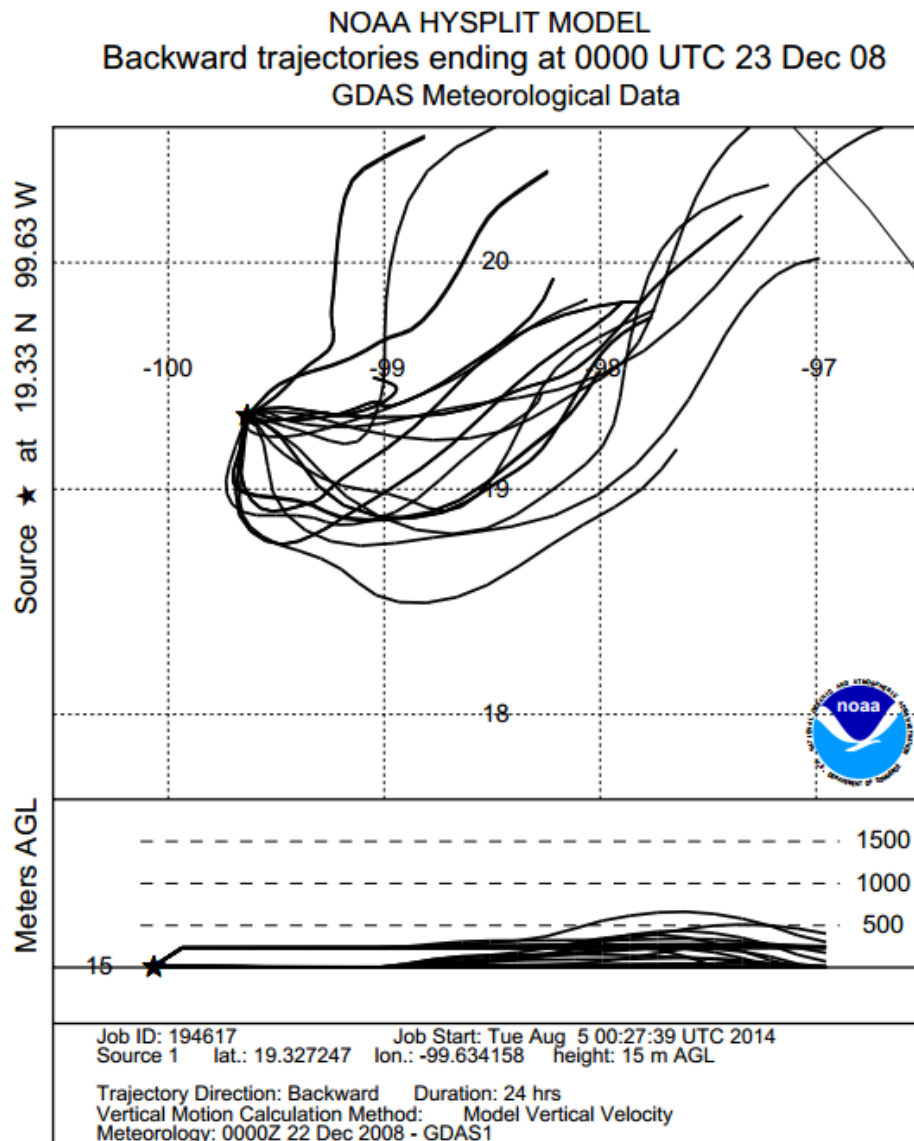 NOAA HYSPLIT MODEL
Backward trajectories ending at 0000 UTC 23 Dec 08
GDAS Meteorological Data
Source ★ at 19.33 N 99.63 W
20
-100
-99
-98
-97
19
18
noaa
Meters AGL
1500
1000
500
15
Job ID: 194617 Job Start: Tue Aug 5 00:27:39 UTC 2014
Source 1 lat.: 19.327247 lon.: -99.634158 height: 15 m AGL
Trajectory Direction: Backward Duration: 24 hrs
Vertical Motion Calculation Method: Model Vertical Velocity
Meteorology: 0000Z 22 Dec 2008 - GDAS1